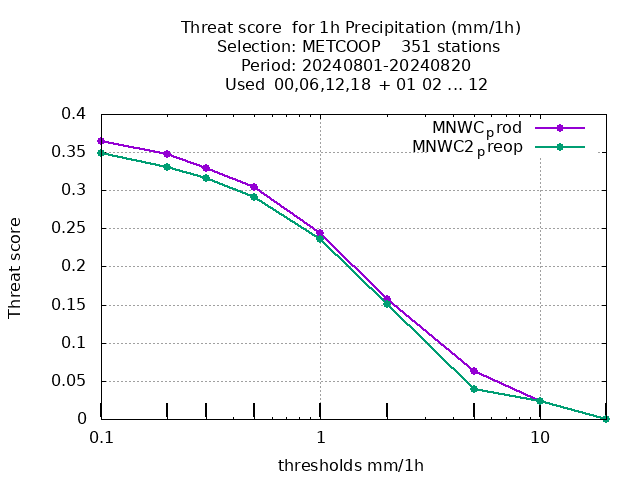 Threat score  for 1h Precipitation (mm/1h)
Selection: METCOOP    351 stations
Period: 20240801-20240820
Used  00,06,12,18 + 01 02 ... 12
MNWCprod
MNWC2preop
0.4
0.35
0.3
0.25
0.2
0.15
0.1
0.05
0
Threat score
0.1 1 10
thresholds mm/1h